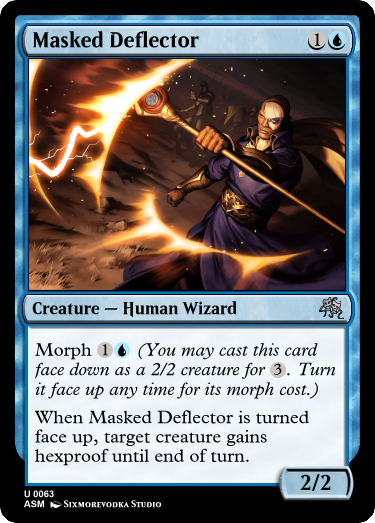 Masked Deflector 1
Creature — Human Wizard
Morph 1 (You may cast this card
face down as a 2/2 creature for 3. Turn
it face up any time for its morph cost.)
When Masked Deflector is turned
face up, target creature gains
hexproof until end of turn.
2/2
U 0063
ASM Sixmorevodka Studio